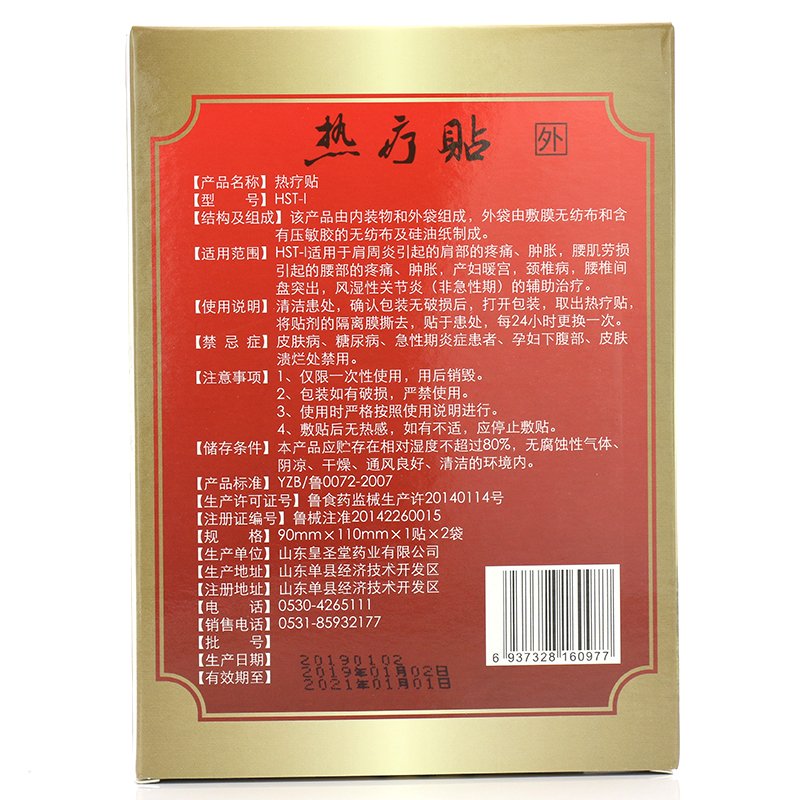 热疗贴 外
【产品名称】热疗贴
【型 号】HST-I
【结构及组成】该产品由内装物和外袋组成，外袋由敷膜无纺布和含
有压敏胶的无纺布及硅油纸制成。
【适用范围】HST-I适用于肩周炎引起的肩部的疼痛、肿胀，腰肌劳损
引起的腰部的疼痛、肿胀，产妇暖宫，颈椎病，腰椎间
盘突出，风湿性关节炎（非急性期）的辅助治疗。
【使用说明】清洁患处，确认包装无破损后，打开包装，取出热疗贴，
将贴剂的隔离膜撕去，贴于患处，每24小时更换一次。
【禁 忌 症】皮肤病、糖尿病、急性期炎症患者、孕妇下腹部、皮肤
溃烂处禁用。
【注意事项】1、仅限一次性使用，用后销毁。
2、包装如有破损，严禁使用。
3、使用时严格按照使用说明进行。
4、敷贴后无热感，如有不适，应停止敷贴。
【储存条件】本产品应贮存在相对湿度不超过80%，无腐蚀性气体、
阴凉、干燥、通风良好、清洁的环境内。
【产品标准】YZB/鲁0072-2007
【生产许可证号】鲁食药监械生产许20140114号
【注册证编号】鲁械注准20142260015
【规 格】90mm×110mm×1贴×2袋
【生产单位】山东皇圣堂药业有限公司
【生产地址】山东单县经济技术开发区
【注册地址】山东单县经济技术开发区
【电 话】0530-4265111
【销售电话】0531-85932177
【批 号】
20190102
【生产日期】
2019年01月02日
【有效期至】
2021年01月01日
6 937328 160977